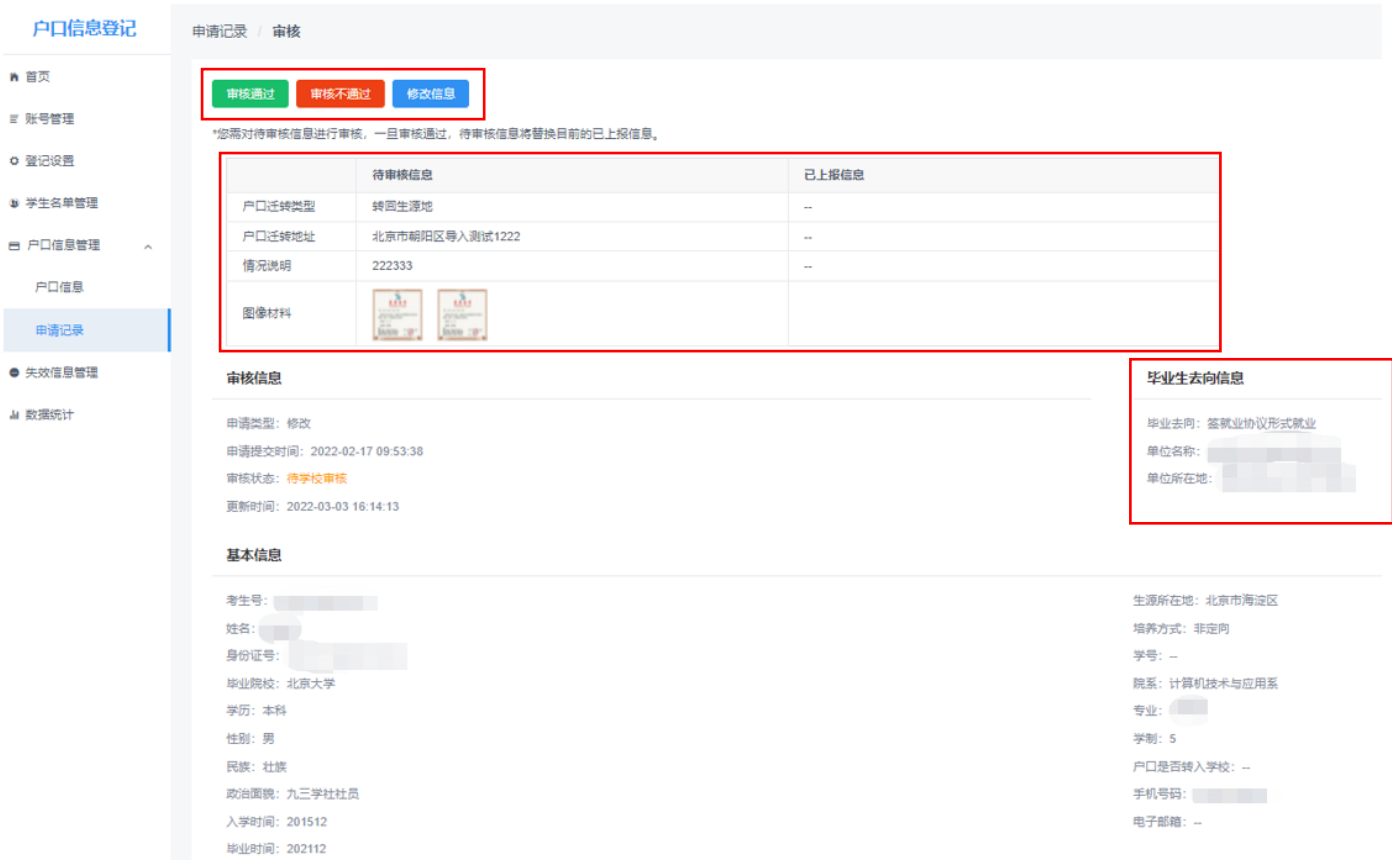 户口信息登记
首页
账号管理
登记设置
学生名单管理
户口信息管理
户口信息
申请记录
失效信息管理
数据统计
申请记录 / 审核
审核通过 审核不通过 修改信息
*您需对待审核信息进行审核，一旦审核通过，待审核信息将替换目前的已上报信息。
待审核信息 已上报信息
户口迁转类型 转回生源地 --
户口迁转地址 北京市朝阳区导入测试1222 --
情况说明 222333 --
图像材料
审核信息
申请类型：修改
申请提交时间：2022-02-17 09:53:38
审核状态：待学校审核
更新时间：2022-03-03 16:14:13
毕业生去向信息
毕业去向：签就业协议形式就业
单位名称：
单位所在地：
基本信息
考生号：
姓名：
身份证号：
毕业院校：北京大学
学历：本科
性别：男
民族：壮族
政治面貌：九三学社社员
入学时间：201512
毕业时间：202112
生源所在地：北京市海淀区
培养方式：非定向
学号：--
院系：计算机技术与应用系
专业：
学制：5
户口是否转入学校：--
手机号码：
电子邮箱：--